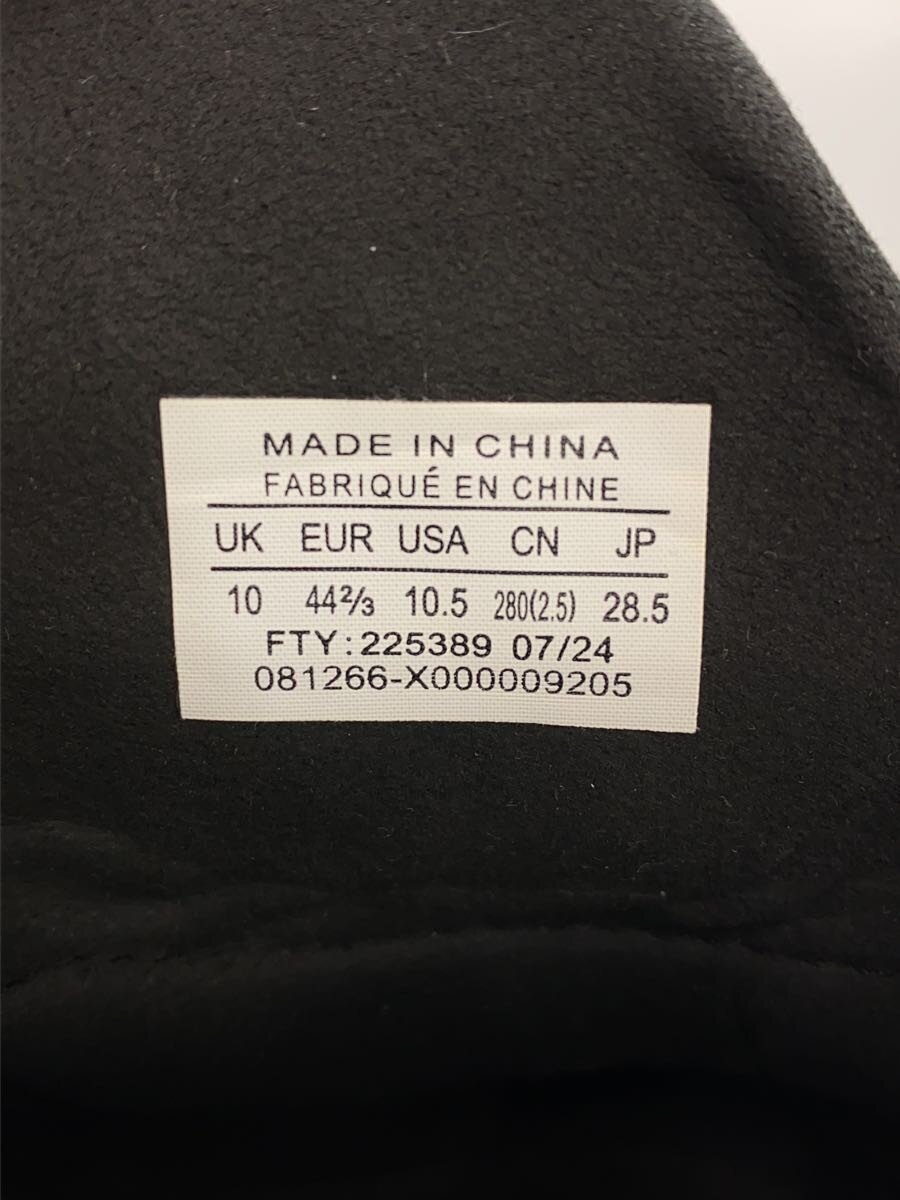 MADE IN CHINA
FABRIQUÉ EN CHINE
UK EUR USA CN JP
10 44⅔ 10.5 280(2.5) 28.5
FTY:225389 07/24
081266-X000009205